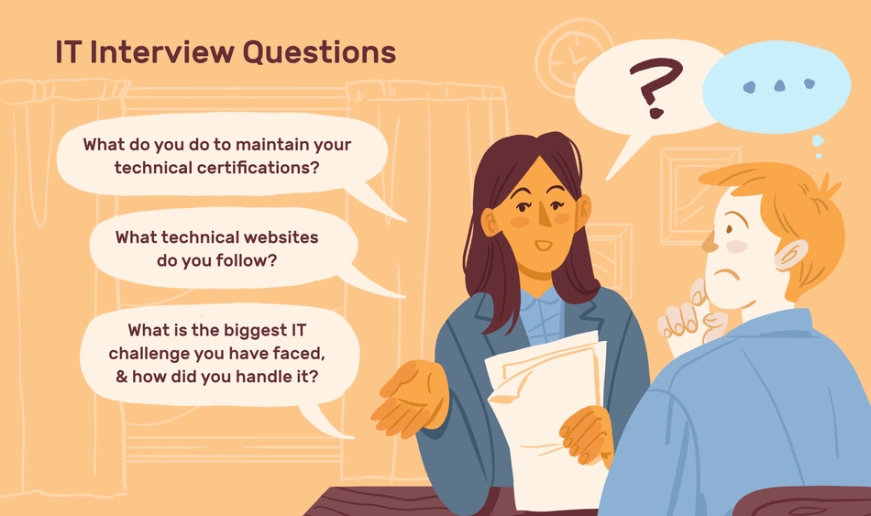 IT Interview Questions
What do you do to maintain your
technical certifications?
What technical websites
do you follow?
What is the biggest IT
challenge you have faced,
& how did you handle it?
?
...